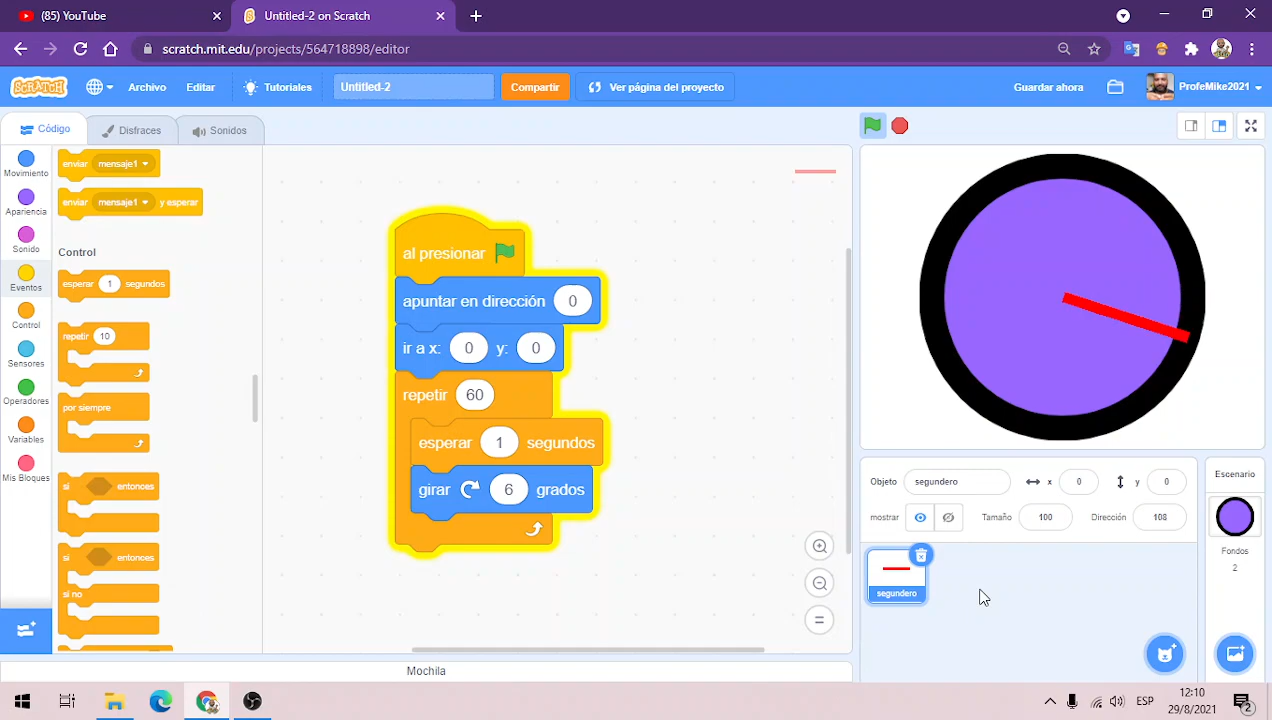 (85) YouTube
Untitled-2 on Scratch
scratch.mit.edu/projects/564718898/editor
SCRATCH
Archivo
Editar
Tutoriales
Untitled-2
Compartir
Ver página del proyecto
Guardar ahora
ProfeMike2021
Código
Disfraces
Sonidos
Movimiento
Apariencia
Sonido
Eventos
Control
Sensores
Operadores
Variables
Mis Bloques
enviar mensaje1
enviar mensaje1 y esperar
Control
esperar 1 segundos
repetir 10
por siempre
si entonces
si entonces
si no
al presionar
apuntar en dirección 0
ir a x: 0 y: 0
repetir 60
esperar 1 segundos
girar 6 grados
Objeto segundero x 0 y 0
mostrar Tamaño 100 Dirección 108
segundero
Escenario
Fondos
2
Mochila
ESP
12:10
29/8/2021
2